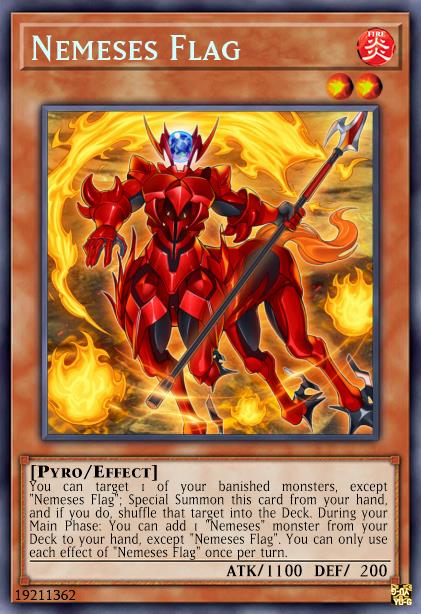 Nemeses Flag
FIRE
炎
[Pyro/Effect]
You can target 1 of your banished monsters, except
"Nemeses Flag"; Special Summon this card from your hand,
and if you do, shuffle that target into the Deck. During your
Main Phase: You can add 1 "Nemeses" monster from your
Deck to your hand, except "Nemeses Flag". You can only use
each effect of "Nemeses Flag" once per turn.
ATK/1100 DEF/ 200
19211362